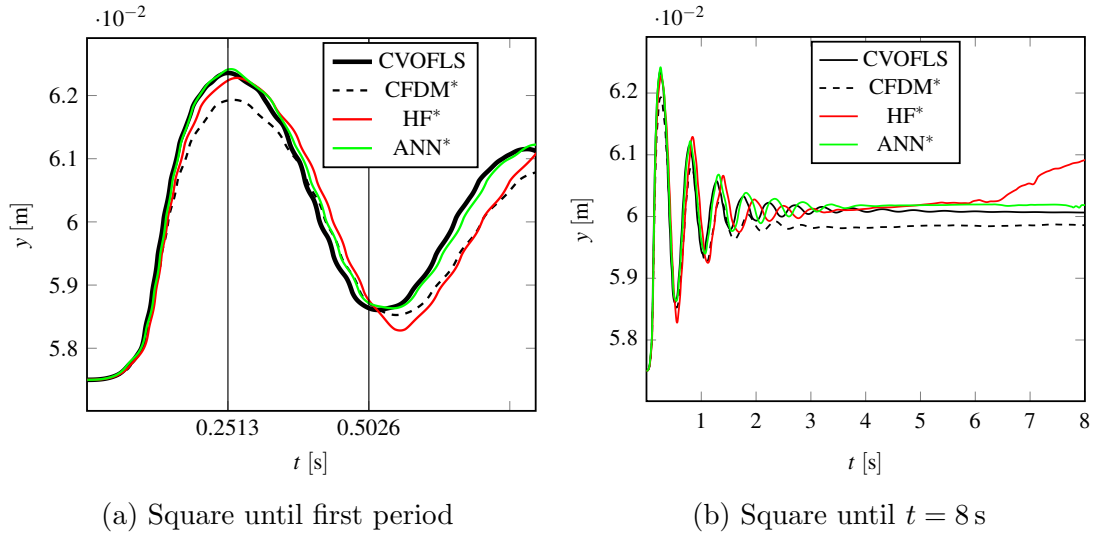 ·10⁻²
CVOFLS
CFDM*
HF*
ANN*
6.2
6.1
6
5.9
5.8
y [m]
0.2513
0.5026
t [s]
(a) Square until first period
·10⁻²
CVOFLS
CFDM*
HF*
ANN*
6.2
6.1
6
5.9
5.8
y [m]
1 2 3 4 5 6 7 8
t [s]
(b) Square until t = 8 s